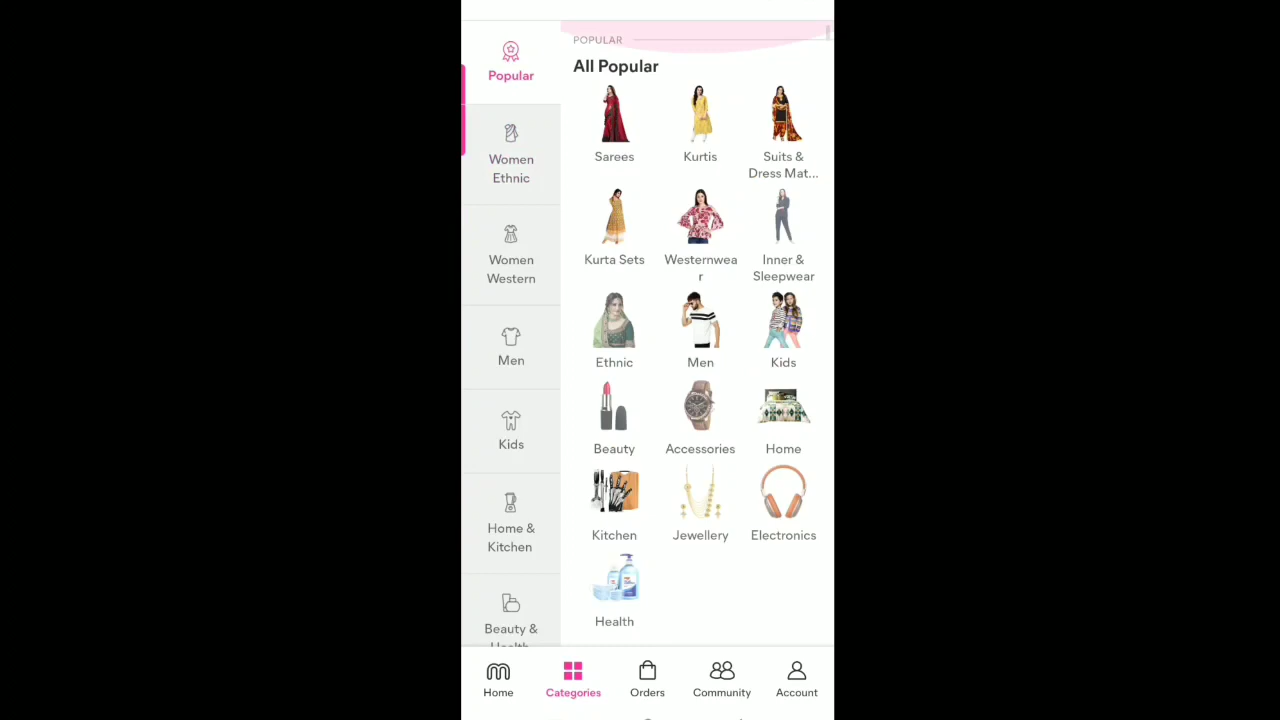 Popular
Women
Ethnic
Women
Western
Men
Kids
Home &
Kitchen
Beauty &
Health
POPULAR
All Popular
Sarees
Kurtis
Suits &
Dress Mat...
Kurta Sets
Westernwea
r
Inner &
Sleepwear
Ethnic
Men
Kids
Beauty
Accessories
Home
Kitchen
Jewellery
Electronics
Health
Home
Categories
Orders
Community
Account